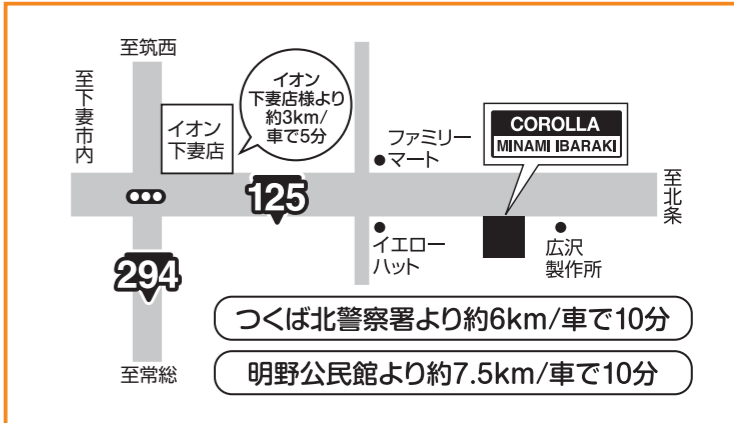 至筑西
至下妻市内
イオン
下妻店
イオン
下妻店様より
約3km/
車で5分
ファミリー
マート
COROLLA
MINAMI IBARAKI
至北条
125
イエロー
ハット
広沢
製作所
294
つくば北警察署より約6km/車で10分
至常総
明野公民館より約7.5km/車で10分